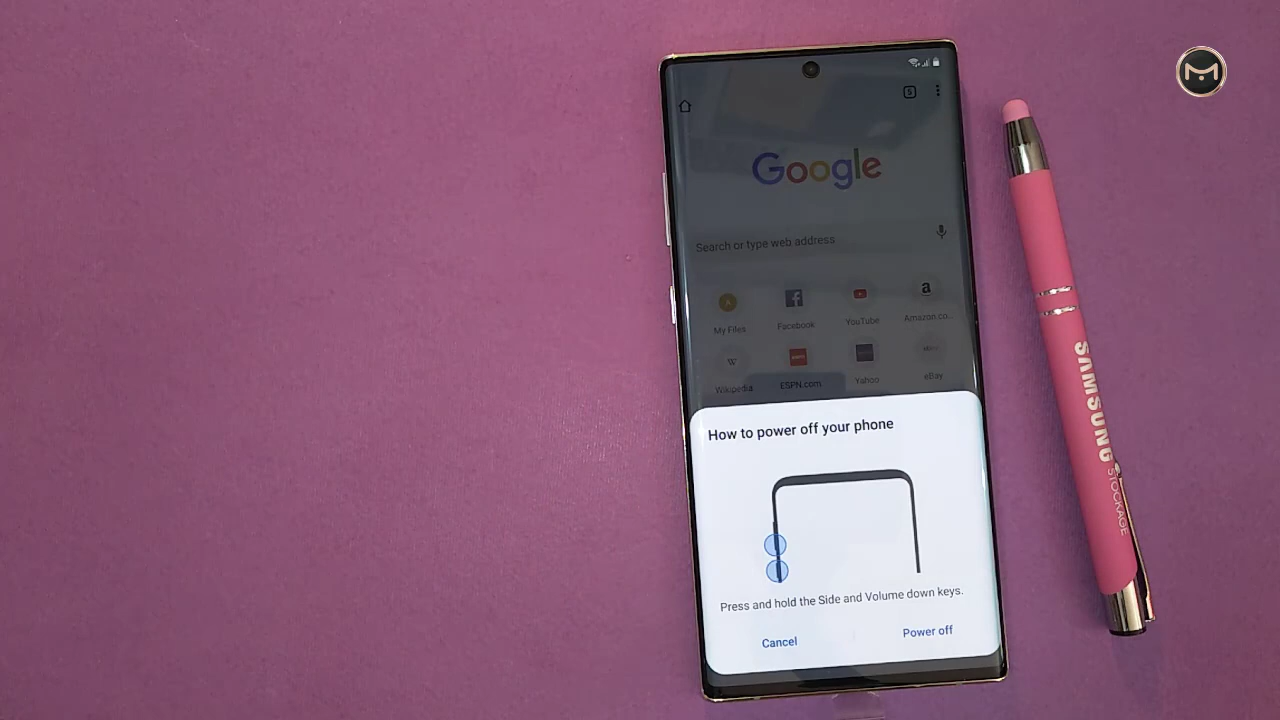 5
Google
Search or type web address
My Files
Facebook
YouTube
Amazon.co...
Wikipedia
ESPN.com
Yahoo
eBay
How to power off your phone
Press and hold the Side and Volume down keys.
Cancel
Power off
SAMSUNG
STOCKAGE